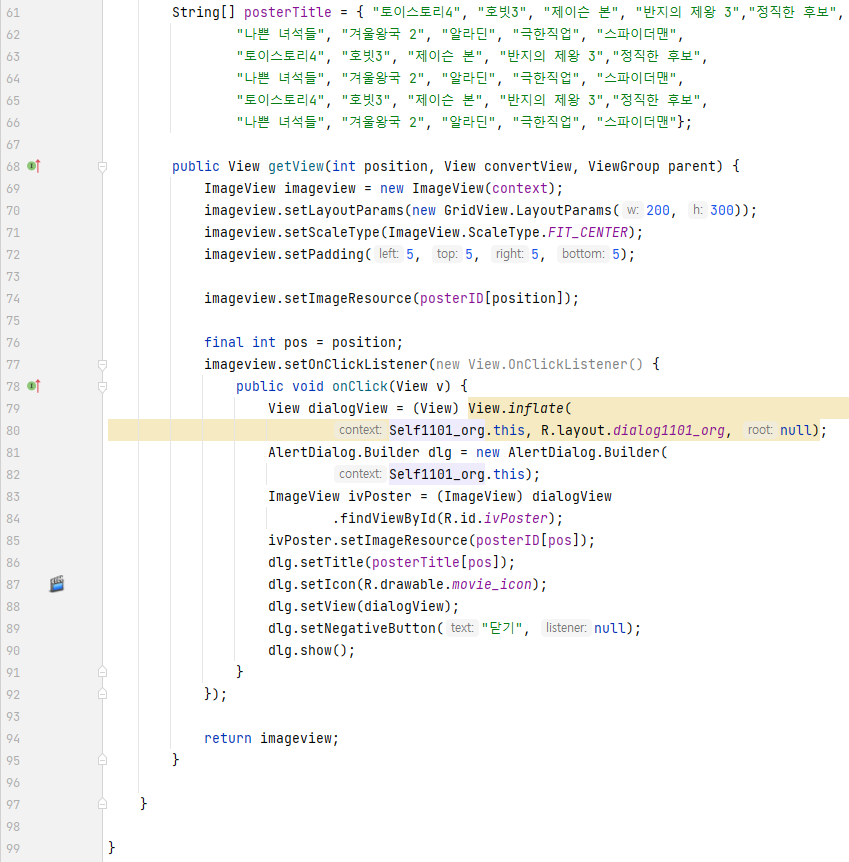 61 String[] posterTitle = { "토이스토리4", "호빗3", "제이슨 본", "반지의 제왕 3","정직한 후보",
62 "나쁜 녀석들", "겨울왕국 2", "알라딘", "극한직업", "스파이더맨",
63 "토이스토리4", "호빗3", "제이슨 본", "반지의 제왕 3","정직한 후보",
64 "나쁜 녀석들", "겨울왕국 2", "알라딘", "극한직업", "스파이더맨",
65 "토이스토리4", "호빗3", "제이슨 본", "반지의 제왕 3","정직한 후보",
66 "나쁜 녀석들", "겨울왕국 2", "알라딘", "극한직업", "스파이더맨"};
67
68 public View getView(int position, View convertView, ViewGroup parent) {
69 ImageView imageview = new ImageView(context);
70 imageview.setLayoutParams(new GridView.LayoutParams( w: 200, h: 300));
71 imageview.setScaleType(ImageView.ScaleType.FIT_CENTER);
72 imageview.setPadding( left: 5, top: 5, right: 5, bottom: 5);
73
74 imageview.setImageResource(posterID[position]);
75
76 final int pos = position;
77 imageview.setOnClickListener(new View.OnClickListener() {
78 public void onClick(View v) {
79 View dialogView = (View) View.inflate(
80 context: Self1101_org.this, R.layout.dialog1101_org, root: null);
81 AlertDialog.Builder dlg = new AlertDialog.Builder(
82 context: Self1101_org.this);
83 ImageView ivPoster = (ImageView) dialogView
84 .findViewById(R.id.ivPoster);
85 ivPoster.setImageResource(posterID[pos]);
86 dlg.setTitle(posterTitle[pos]);
87 dlg.setIcon(R.drawable.movie_icon);
88 dlg.setView(dialogView);
89 dlg.setNegativeButton( text: "닫기", listener: null);
90 dlg.show();
91 }
92 });
93
94 return imageview;
95 }
96
97 }
98
99 }